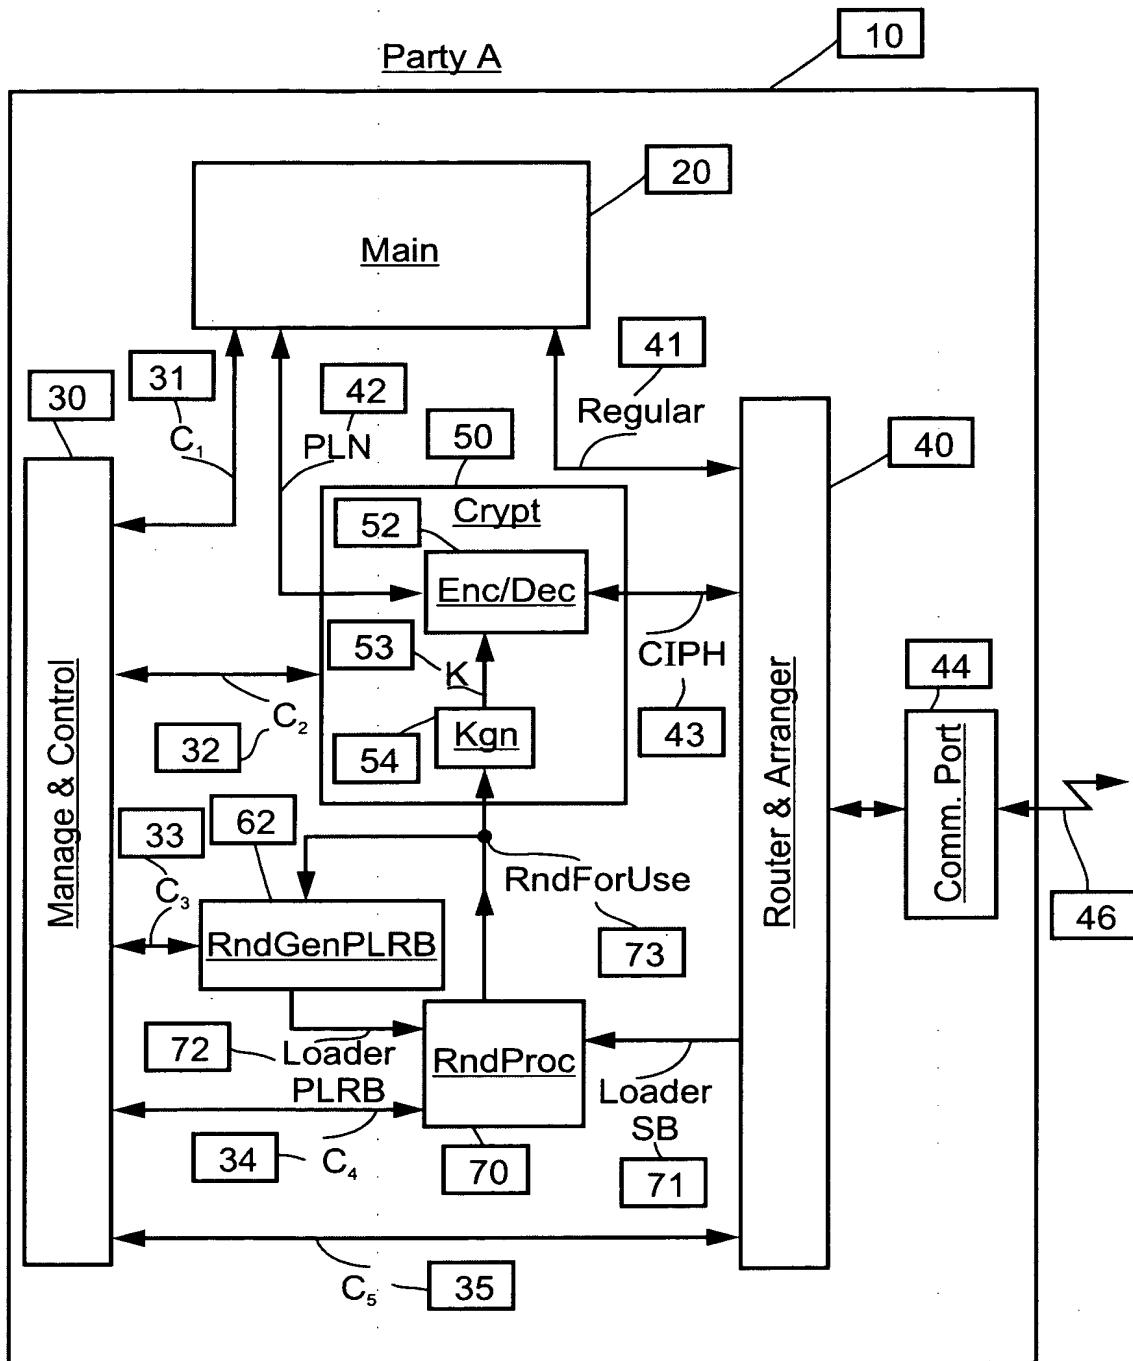 10
Party A
20
Main
41
31
42
30
Regular
C₁
PLN
50
40
Crypt
52
Enc/Dec
53
CIPH
K
44
C₂
Kgn
32
54
43
Manage & Control
Router & Arranger
Comm. Port
33
62
C₃
RndForUse
46
RndGenPLRB
73
72
Loader
PLRB
RndProc
Loader
SB
34
C₄
70
71
C₅
35